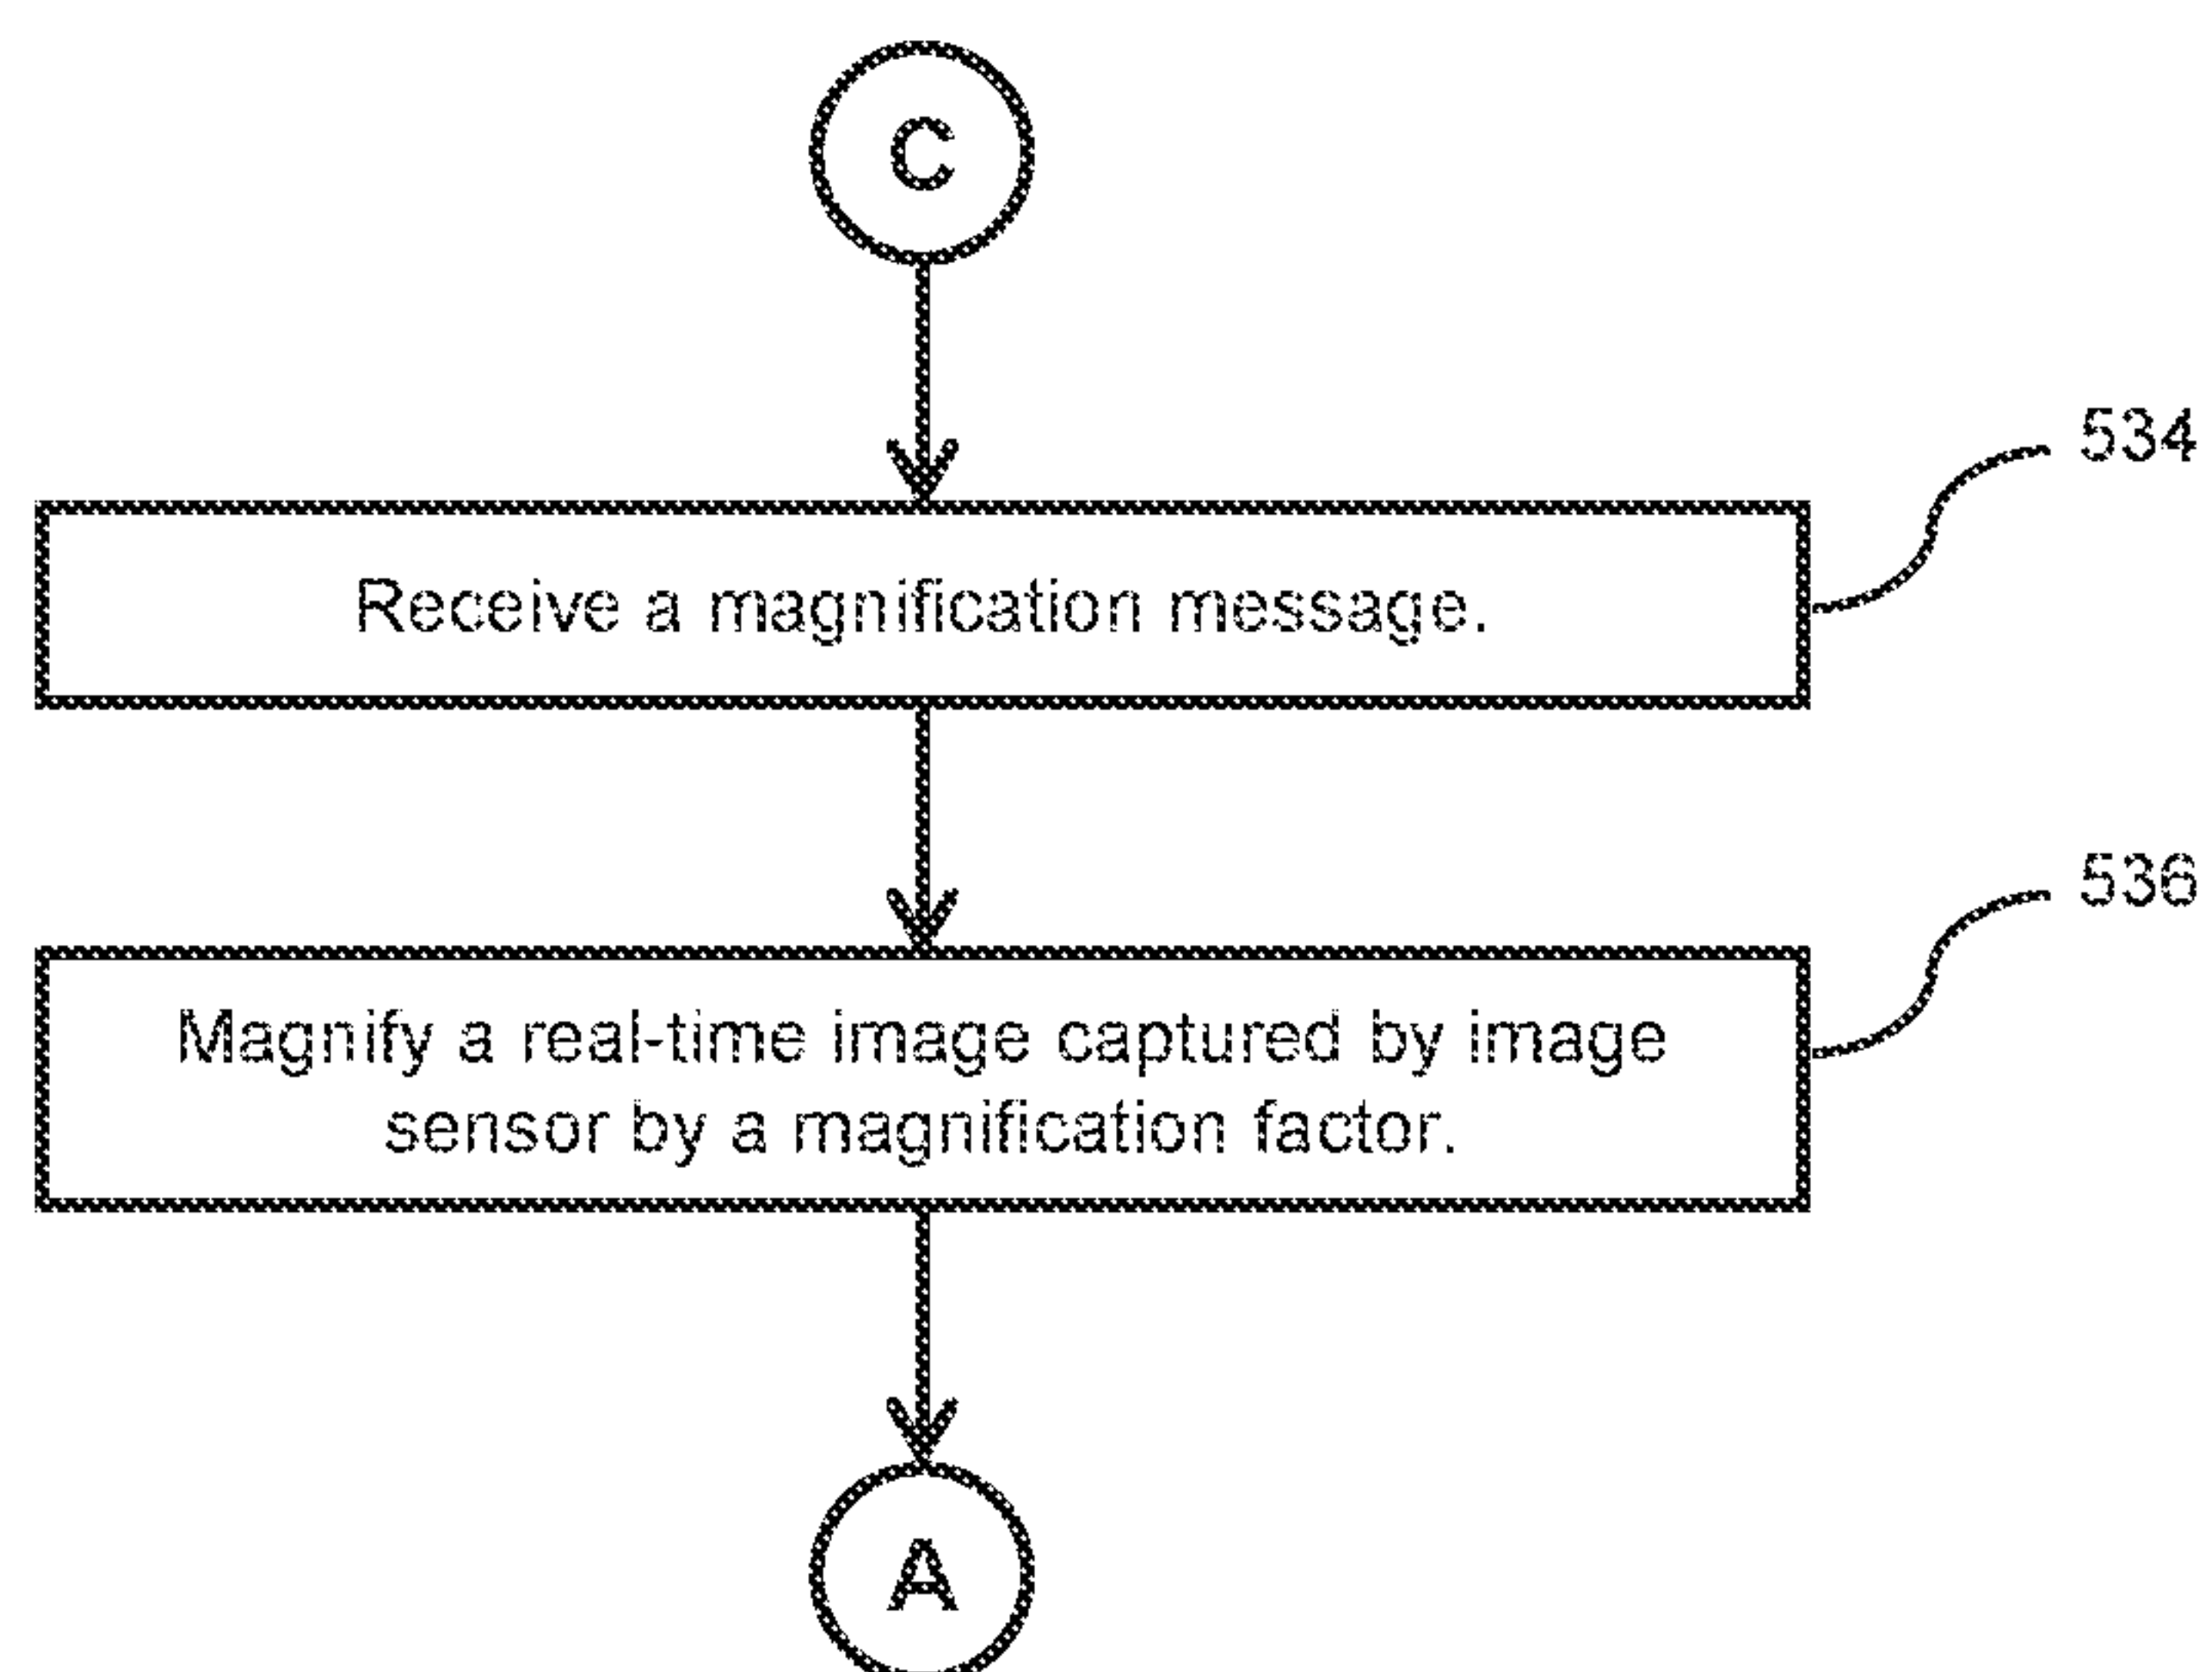 C
534
Receive a magnification message.
536
Magnify a real-time image captured by image
sensor by a magnification factor.
A